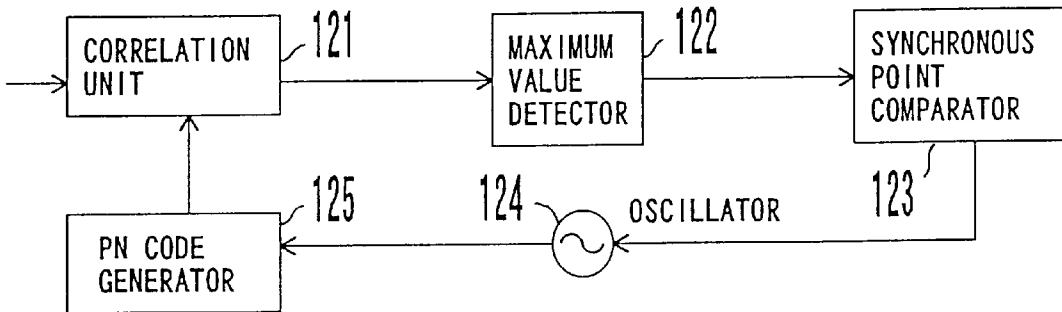 CORRELATION
UNIT
121
MAXIMUM
VALUE
DETECTOR
122
SYNCHRONOUS
POINT
COMPARATOR
123
PN CODE
GENERATOR
125
124
OSCILLATOR